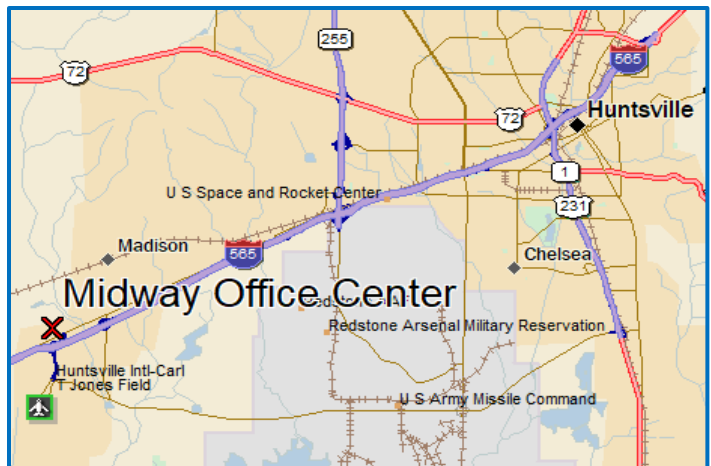 255
565
72
72
Huntsville
1
U S Space and Rocket Center
231
Madison
565
Chelsea
Midway Office Center
Redstone Arsenal Military Reservation
Huntsville Intl-Carl
T Jones Field
U S Army Missile Command